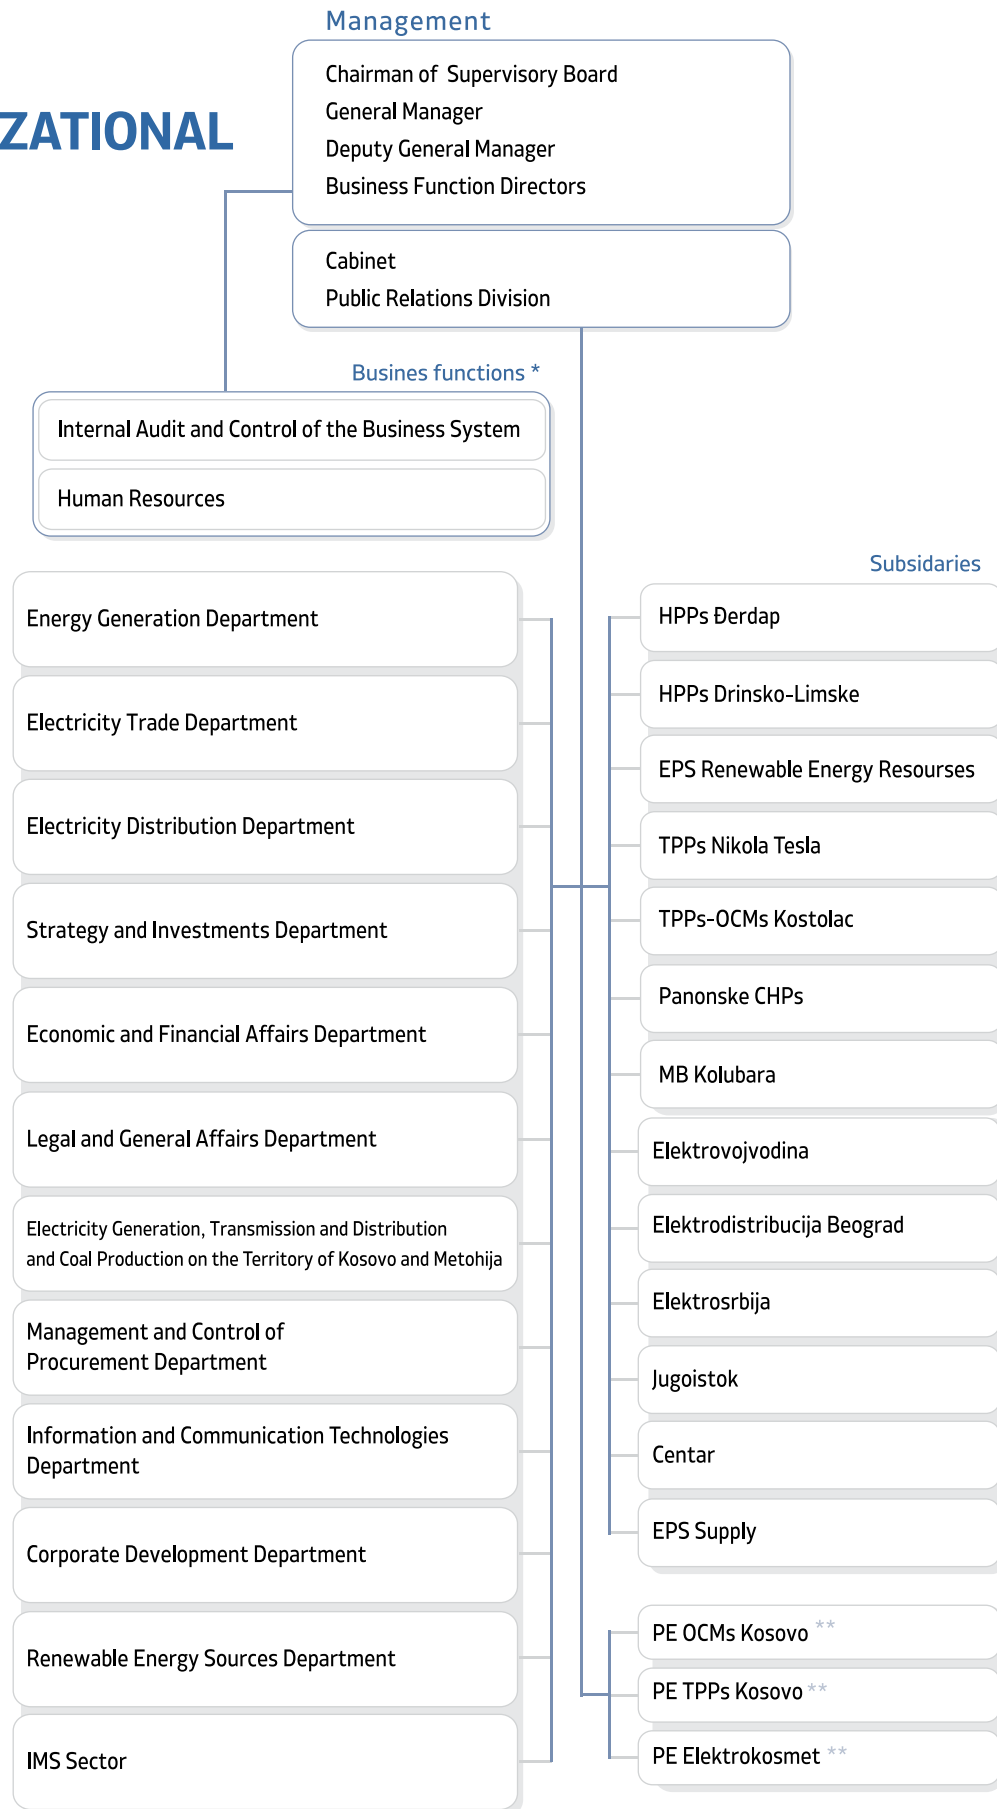 Management
Chairman of Supervisory Board
General Manager
ZATIONAL
Deputy General Manager
Business Function Directors
Cabinet
Public Relations Division
Busines functions *
Internal Audit and Control of the Business System
Human Resources
Energy Generation Department
Electricity Trade Department
Electricity Distribution Department
Strategy and Investments Department
Economic and Financial Affairs Department
Legal and General Affairs Department
Electricity Generation, Transmission and Distribution
and Coal Production on the Territory of Kosovo and Metohija
Management and Control of
Procurement Department
Information and Communication Technologies
Department
Corporate Development Department
Renewable Energy Sources Department
IMS Sector
Subsidaries
HPPs Đerdap
HPPs Drinsko-Limske
EPS Renewable Energy Resourses
TPPs Nikola Tesla
TPPs-OCMs Kostolac
Panonske CHPs
MB Kolubara
Elektrovojvodina
Elektrodistribucija Beograd
Elektrosrbija
Jugoistok
Centar
EPS Supply
PE OCMs Kosovo **
PE TPPs Kosovo **
PE Elektrokosmet **